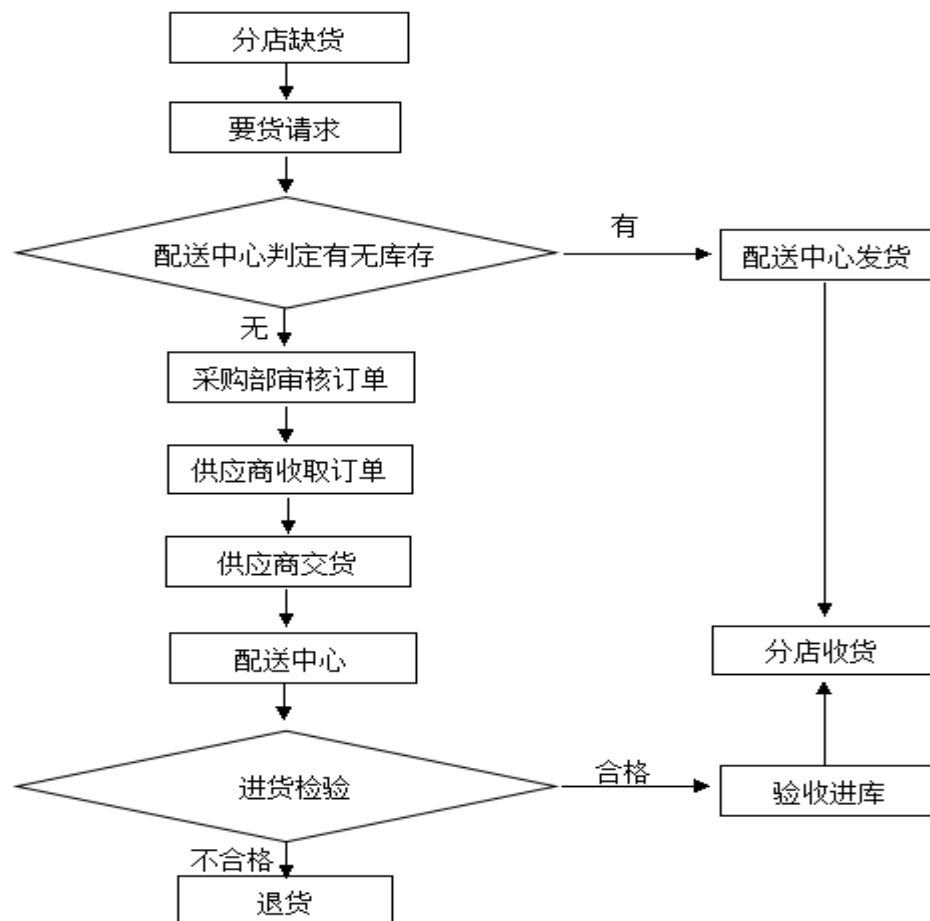 分店缺货
要货请求
配送中心判定有无库存
有
配送中心发货
无
采购部审核订单
供应商收取订单
供应商交货
配送中心
分店收货
进货检验
合格
验收进库
不合格
退货